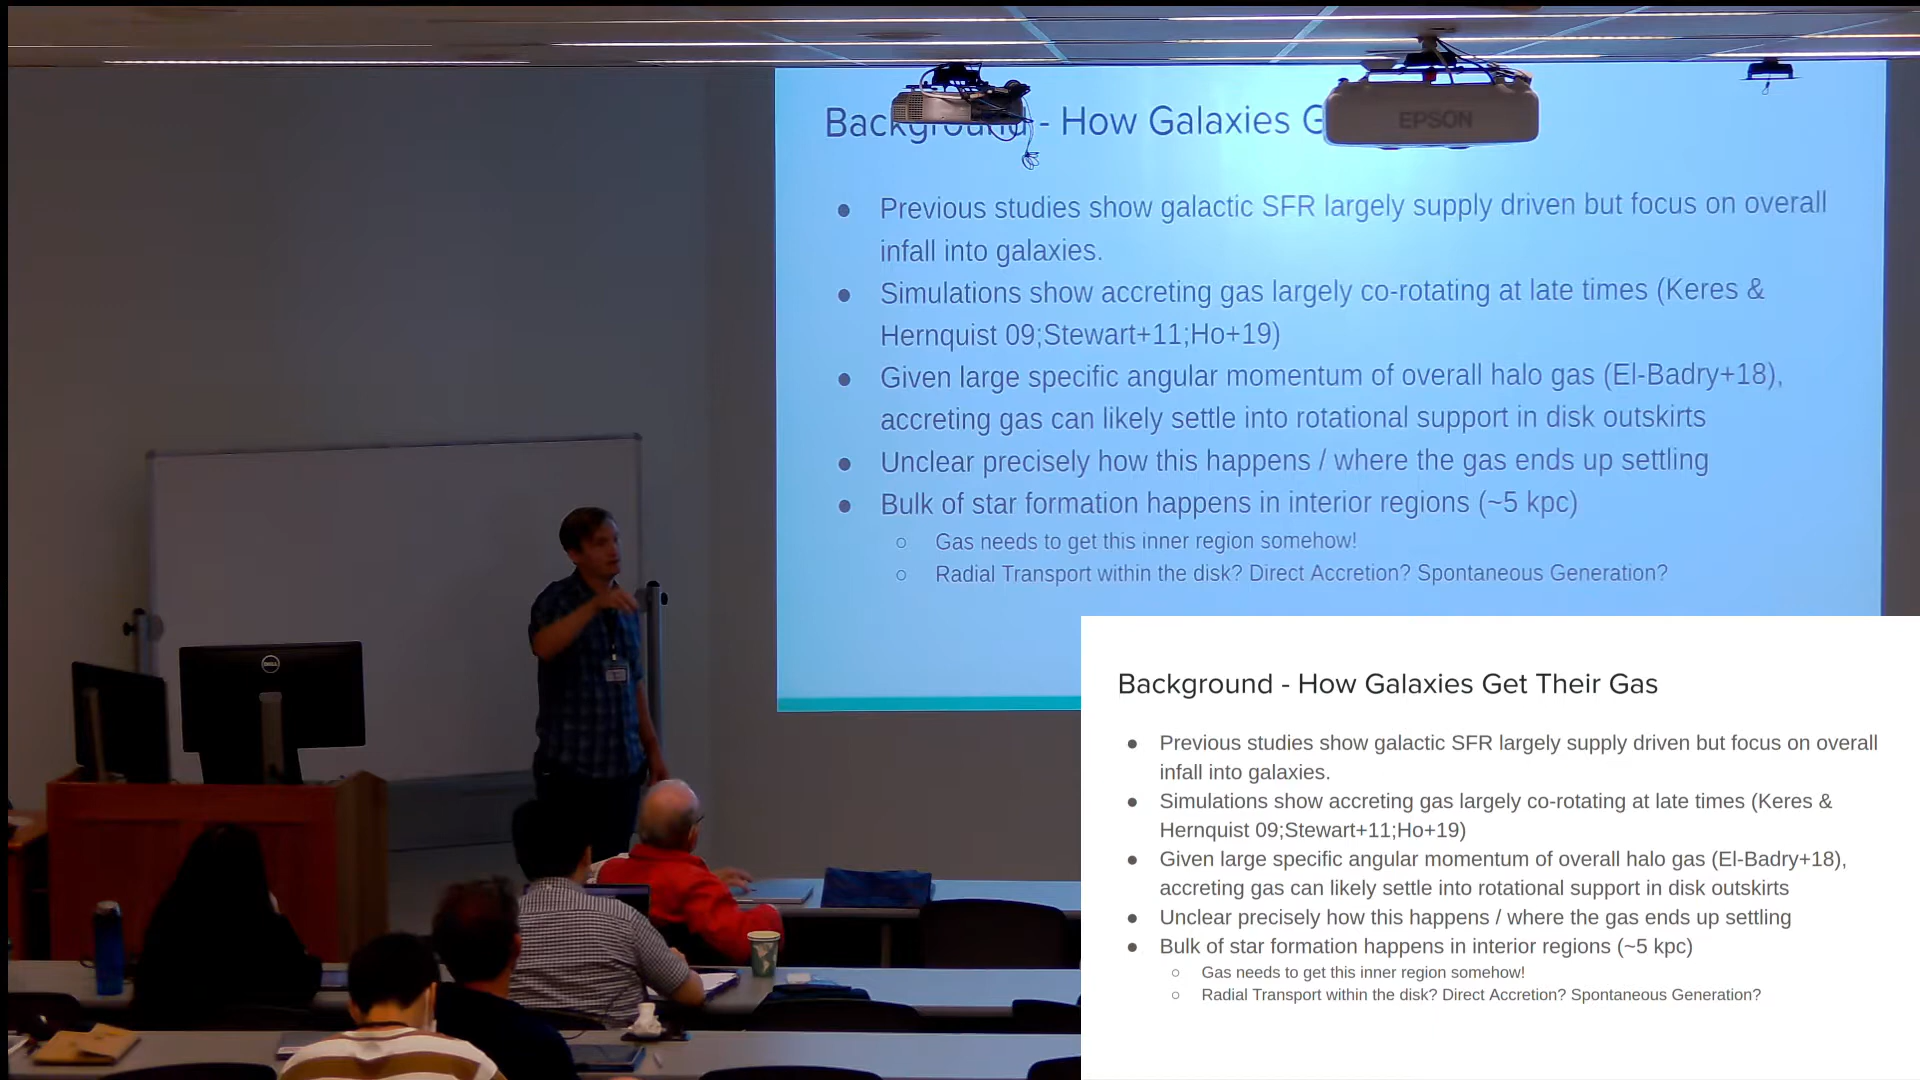 Background - How Galaxies G
EPSON
● Previous studies show galactic SFR largely supply driven but focus on overall
infall into galaxies.
● Simulations show accreting gas largely co-rotating at late times (Keres &
Hernquist 09;Stewart+11;Ho+19)
● Given large specific angular momentum of overall halo gas (El-Badry+18),
accreting gas can likely settle into rotational support in disk outskirts
● Unclear precisely how this happens / where the gas ends up settling
● Bulk of star formation happens in interior regions (~5 kpc)
○ Gas needs to get this inner region somehow!
○ Radial Transport within the disk? Direct Accretion? Spontaneous Generation?
DELL
Background - How Galaxies Get Their Gas
● Previous studies show galactic SFR largely supply driven but focus on overall
infall into galaxies.
● Simulations show accreting gas largely co-rotating at late times (Keres &
Hernquist 09;Stewart+11;Ho+19)
● Given large specific angular momentum of overall halo gas (El-Badry+18),
accreting gas can likely settle into rotational support in disk outskirts
● Unclear precisely how this happens / where the gas ends up settling
● Bulk of star formation happens in interior regions (~5 kpc)
○ Gas needs to get this inner region somehow!
○ Radial Transport within the disk? Direct Accretion? Spontaneous Generation?